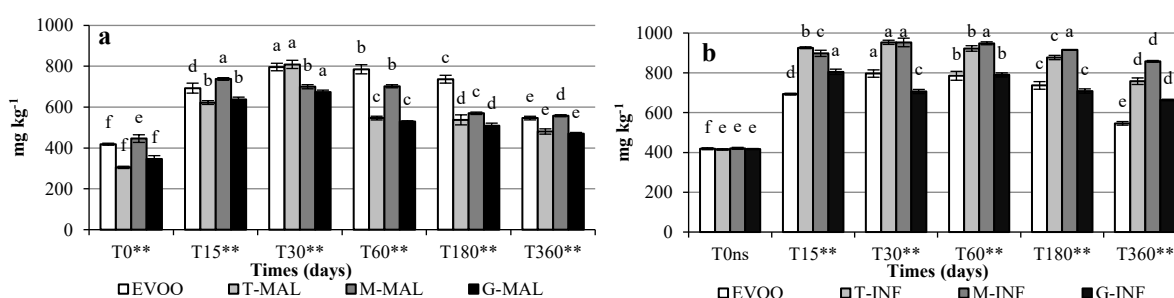 a
mg kg-1
1000
800
600
400
200
0
f f e f
d b a b
a a b a
b c b c
c d c c
e e d e
T0** T15** T30** T60** T180** T360**
Times (days)
EVOO T-MAL M-MAL G-MAL
b
mg kg-1
1000
800
600
400
200
0
f e e e
d b c a
b a a c
a b a b
c c a c
e d d d
T0ns T15** T30** T60** T180** T360**
Times (days)
EVOO T-INF M-INF G-INF